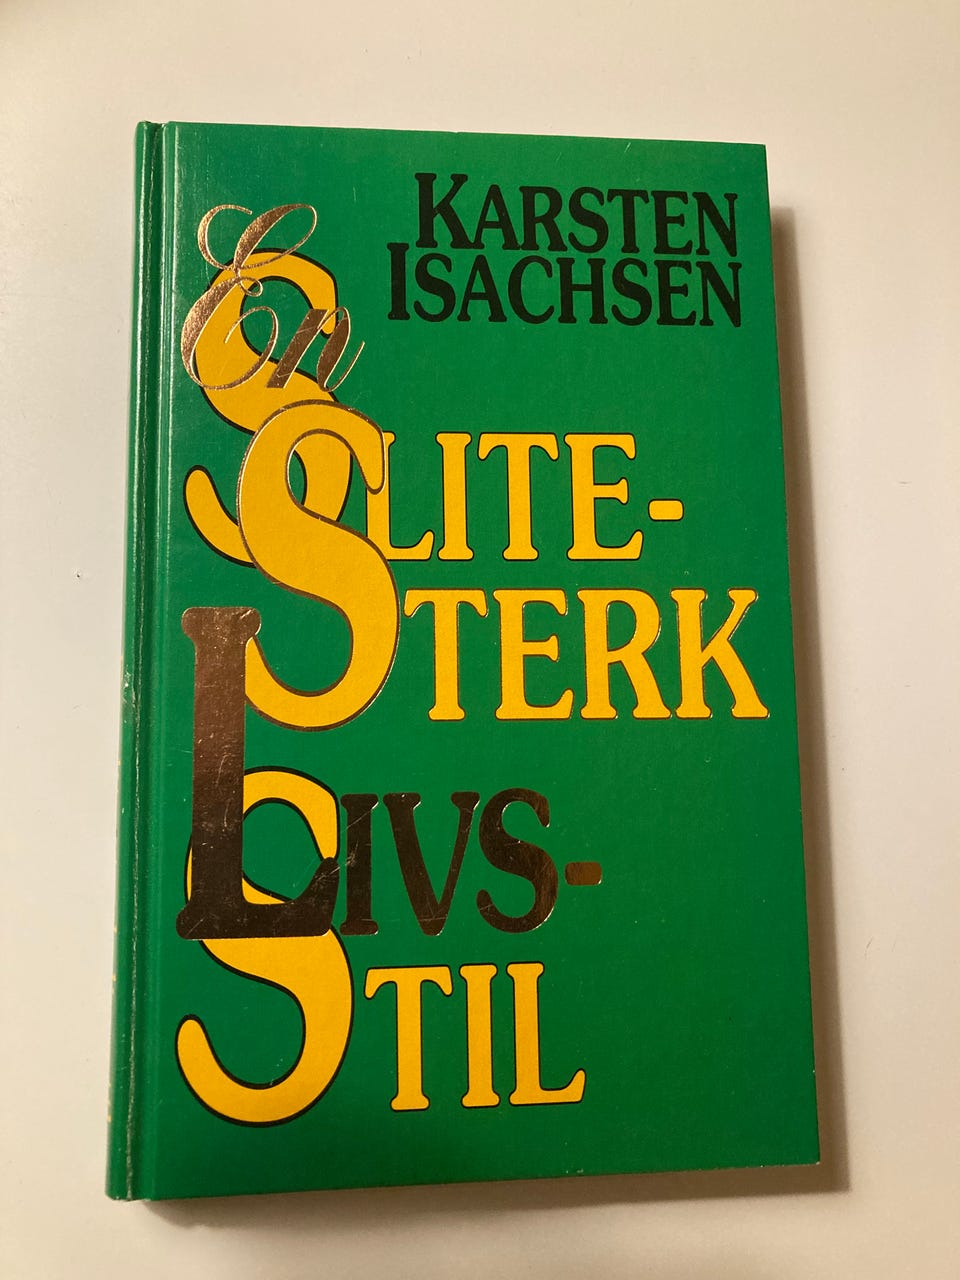 KARSTEN
ISACHSEN
En
SLITE-
STERK
LIVS-
STIL